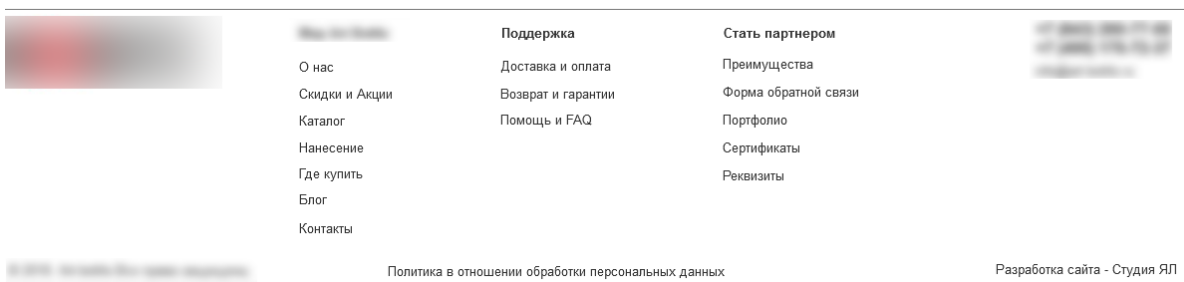 О нас
Скидки и Акции
Каталог
Нанесение
Где купить
Блог
Контакты
Поддержка
Доставка и оплата
Возврат и гарантии
Помощь и FAQ
Стать партнером
Преимущества
Форма обратной связи
Портфолио
Сертификаты
Реквизиты
Политика в отношении обработки персональных данных
Разработка сайта - Студия ЯЛ